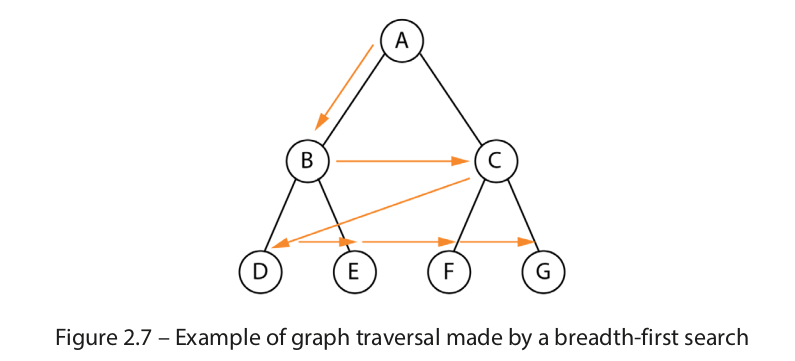 A
B
C
D
E
F
G
Figure 2.7 – Example of graph traversal made by a breadth-first search